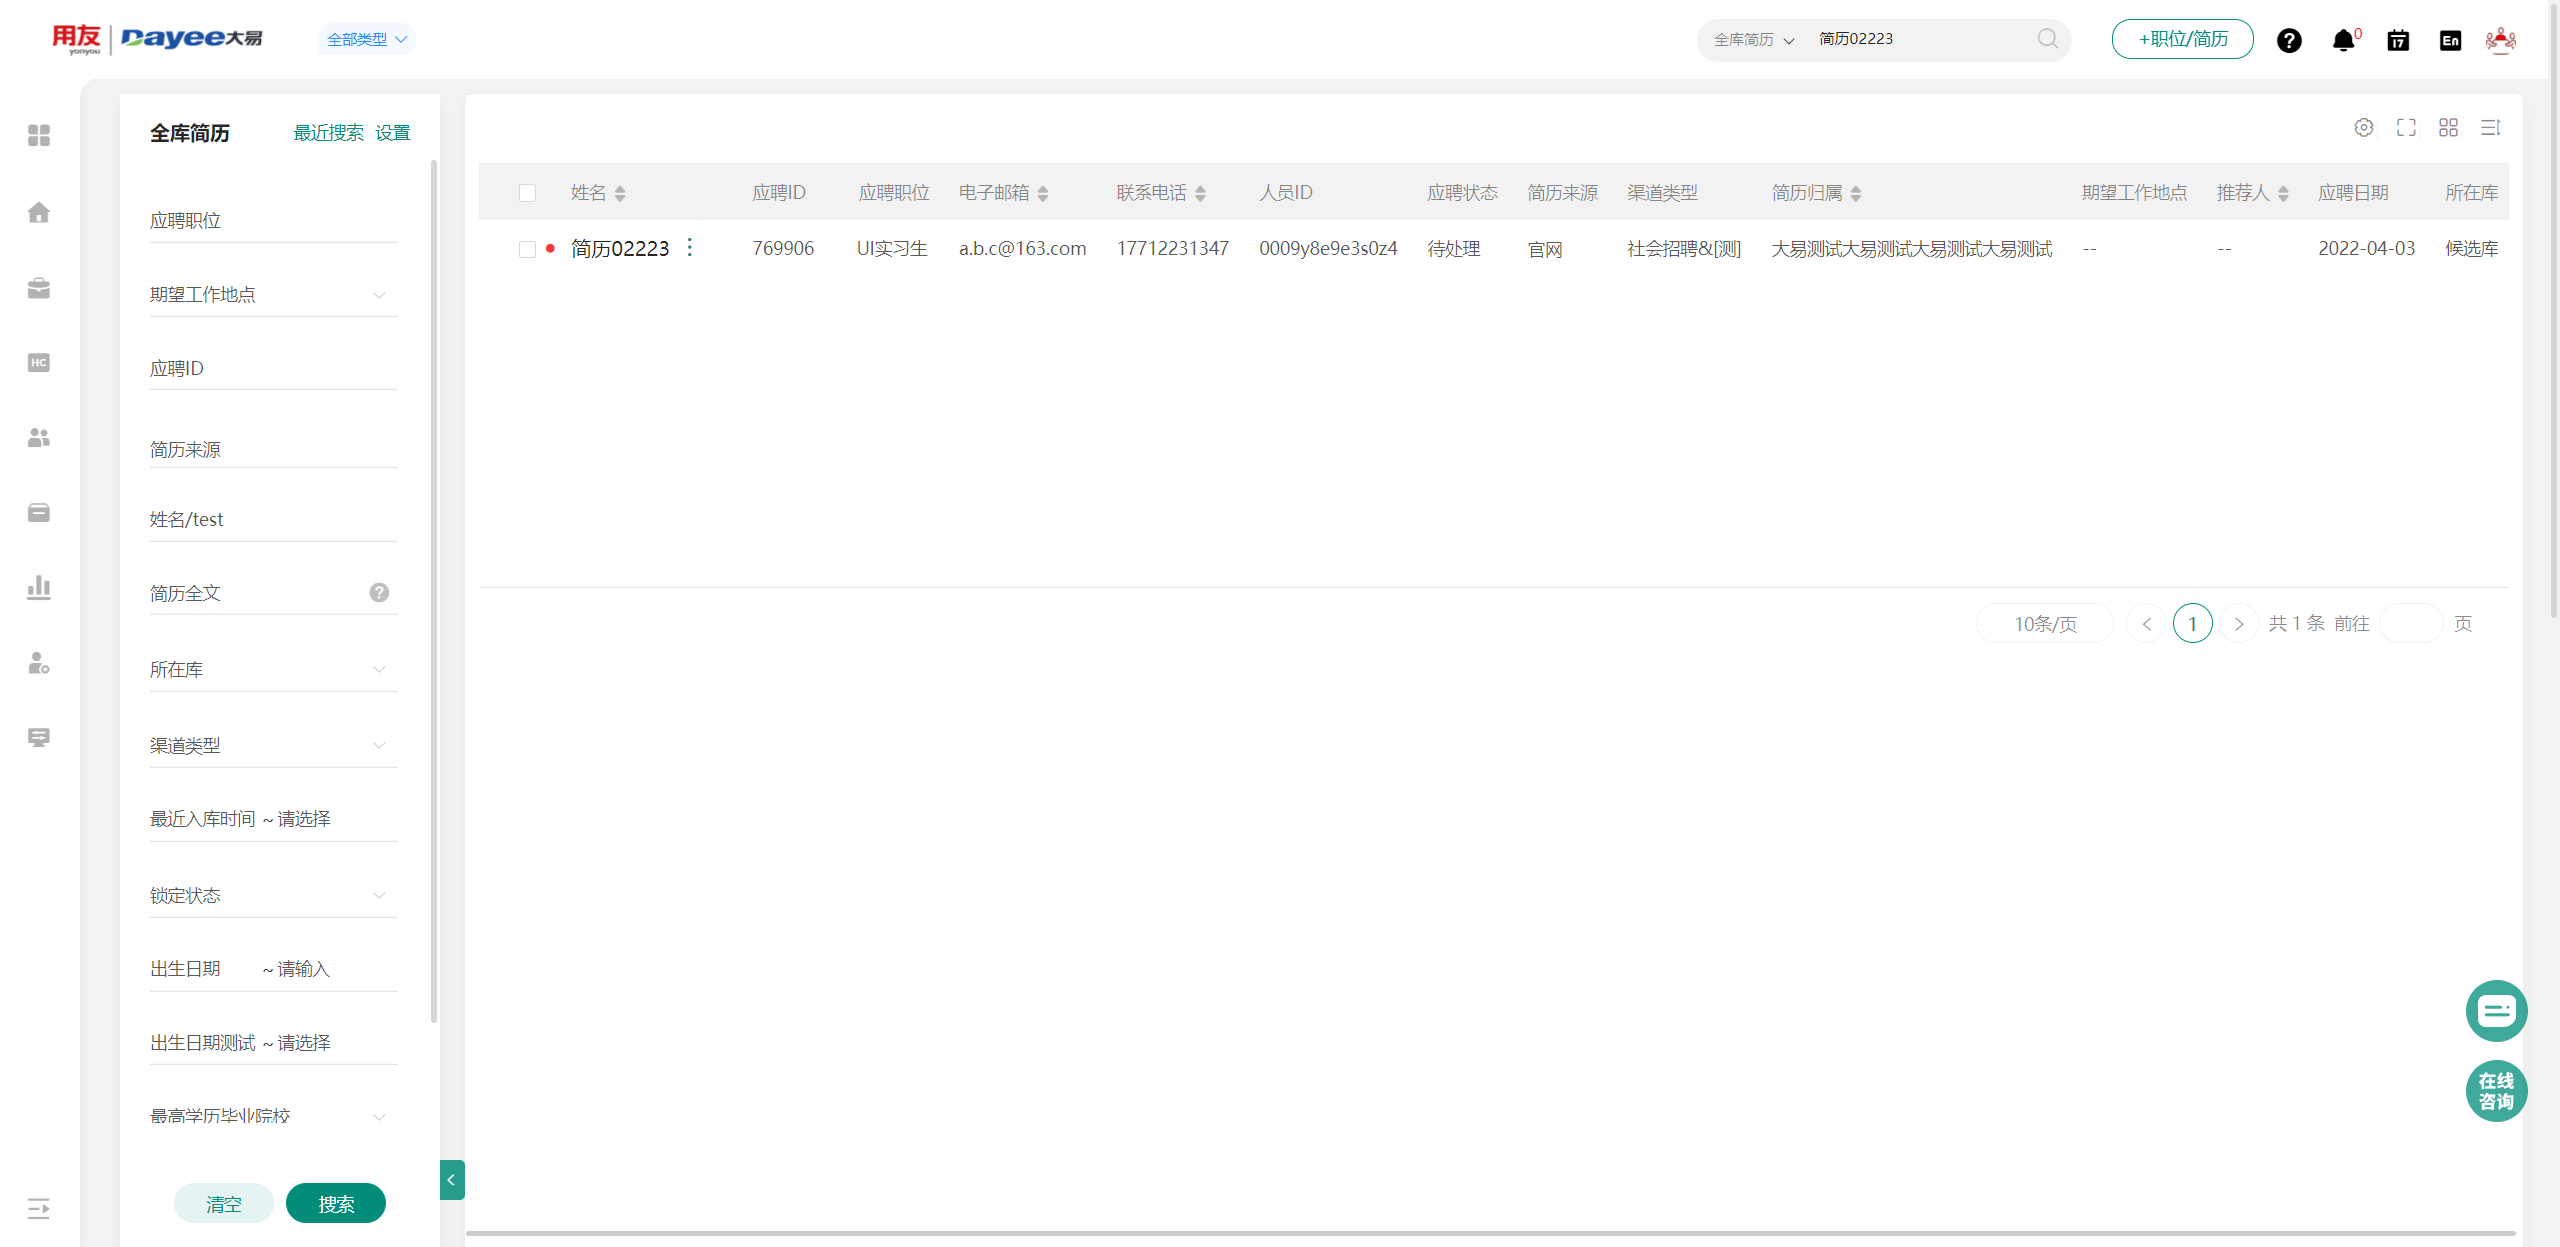 用友 yonyou Dayee大易
全部类型
全库简历 简历02223
+职位/简历
0
17
En
全库简历 最近搜索 设置
应聘职位
期望工作地点
应聘ID
简历来源
姓名/test
简历全文
所在库
渠道类型
最近入库时间 ~ 请选择
锁定状态
出生日期 ~ 请输入
出生日期测试 ~ 请选择
最高学历毕业院校
清空 搜索
HC
姓名 应聘ID 应聘职位 电子邮箱 联系电话 人员ID 应聘状态 简历来源 渠道类型 简历归属 期望工作地点 推荐人 应聘日期 所在库
简历02223 769906 UI实习生 a.b.c@163.com 17712231347 0009y8e9e3s0z4 待处理 官网 社会招聘&[测] 大易测试大易测试大易测试大易测试 -- -- 2022-04-03 候选库
10条/页 1 共 1 条 前往 页
在线
咨询